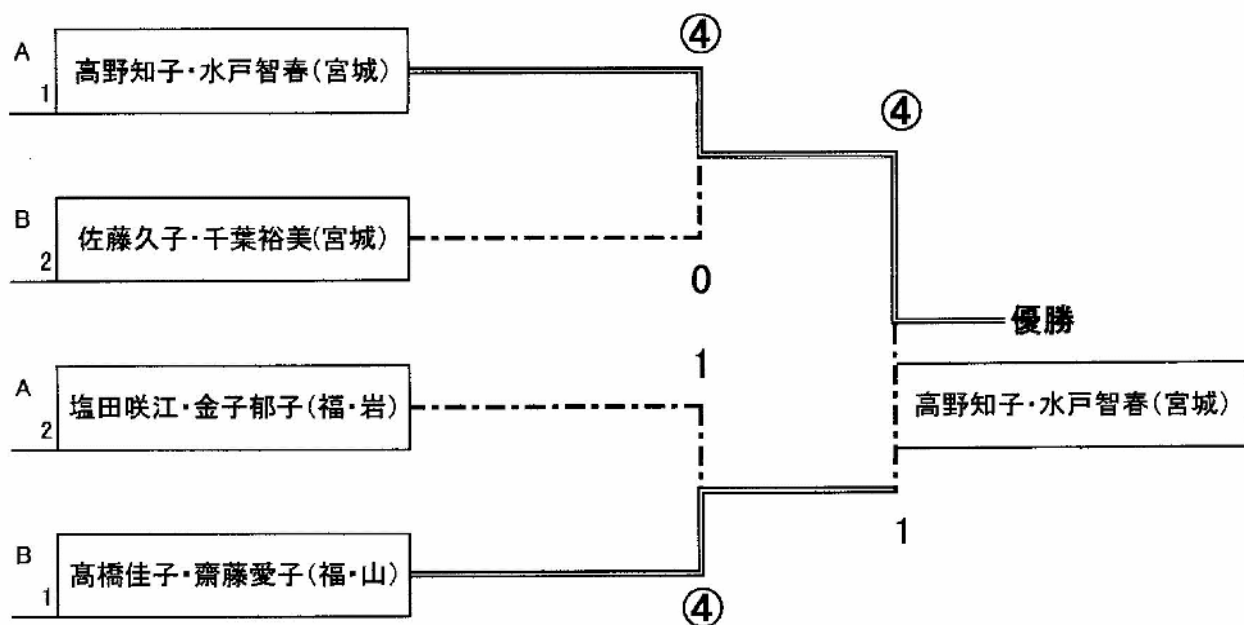 A
1
高野知子・水戸智春(宮城)
④
④
B
2
佐藤久子・千葉裕美(宮城)
0
優勝
1
A
2
塩田咲江・金子郁子(福・岩)
高野知子・水戸智春(宮城)
1
B
1
髙橋佳子・齋藤愛子(福・山)
④